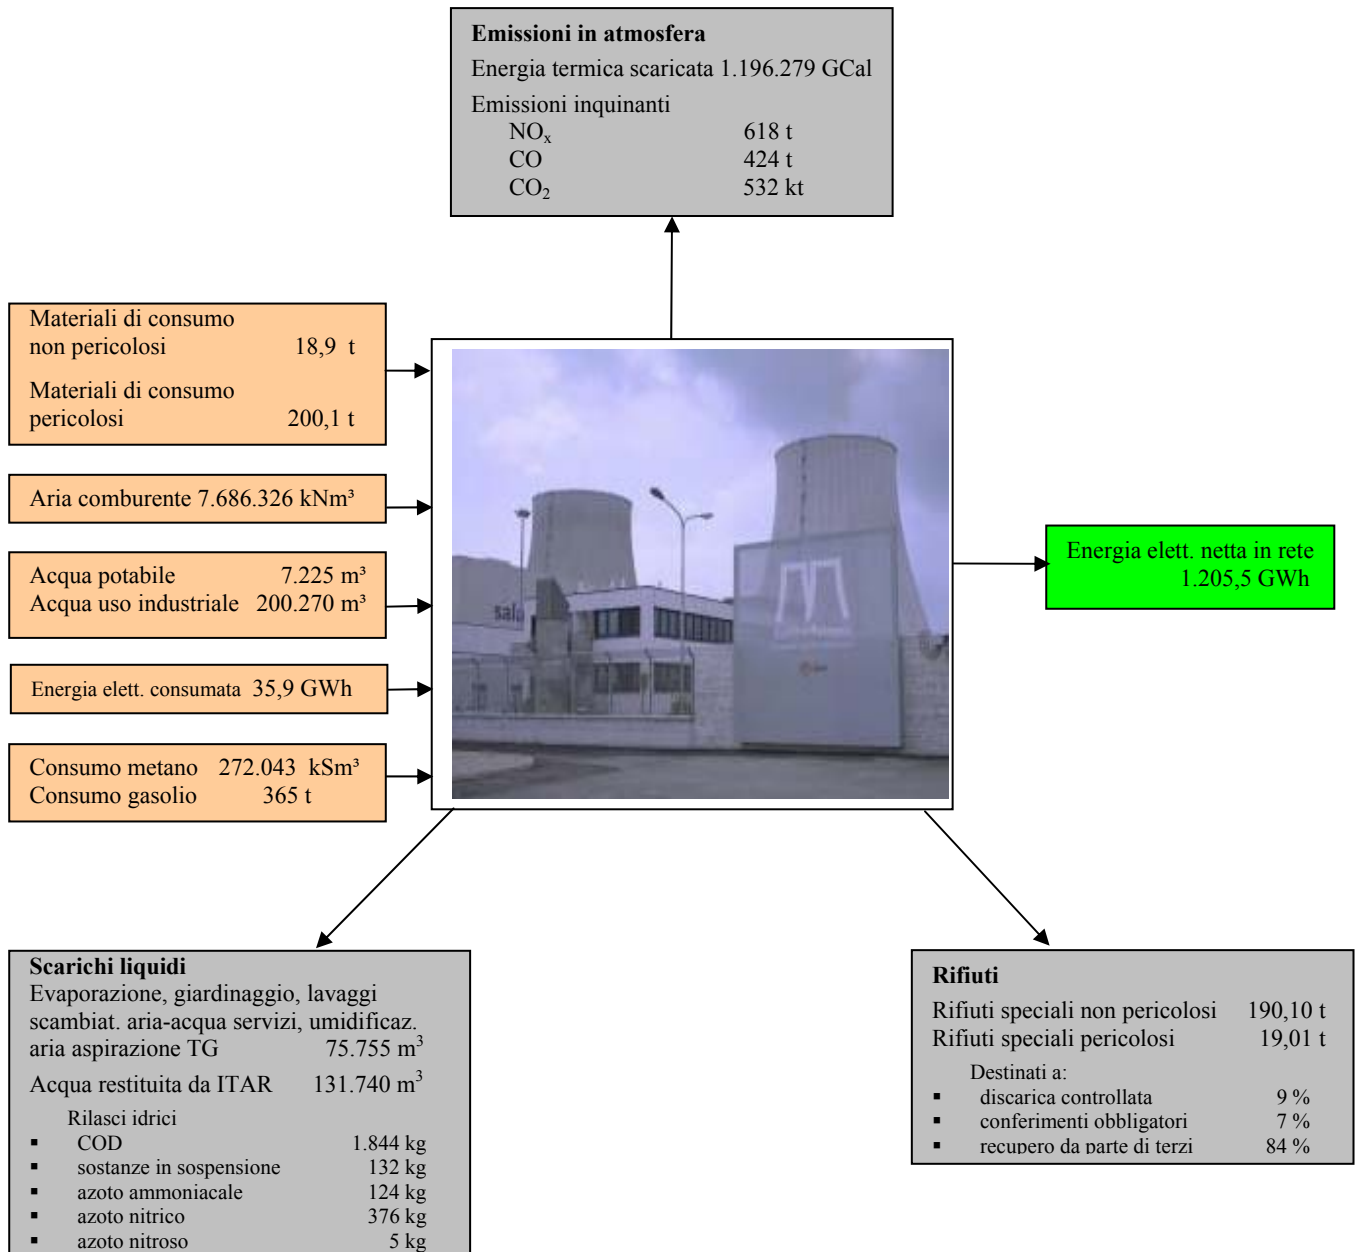 Emissioni in atmosfera
Energia termica scaricata 1.196.279 GCal
Emissioni inquinanti
NOx 618 t
CO 424 t
CO2 532 kt
Materiali di consumo
non pericolosi 18,9 t
Materiali di consumo
pericolosi 200,1 t
Aria comburente 7.686.326 kNm³
Acqua potabile 7.225 m³
Acqua uso industriale 200.270 m³
Energia elett. consumata 35,9 GWh
Consumo metano 272.043 kSm³
Consumo gasolio 365 t
Energia elett. netta in rete
1.205,5 GWh
Scarichi liquidi
Evaporazione, giardinaggio, lavaggi
scambiat. aria-acqua servizi, umidificaz.
aria aspirazione TG 75.755 m³
Acqua restituita da ITAR 131.740 m³
Rilasci idrici
▪ COD 1.844 kg
▪ sostanze in sospensione 132 kg
▪ azoto ammoniacale 124 kg
▪ azoto nitrico 376 kg
▪ azoto nitroso 5 kg
Rifiuti
Rifiuti speciali non pericolosi 190,10 t
Rifiuti speciali pericolosi 19,01 t
Destinati a:
▪ discarica controllata 9 %
▪ conferimenti obbligatori 7 %
▪ recupero da parte di terzi 84 %